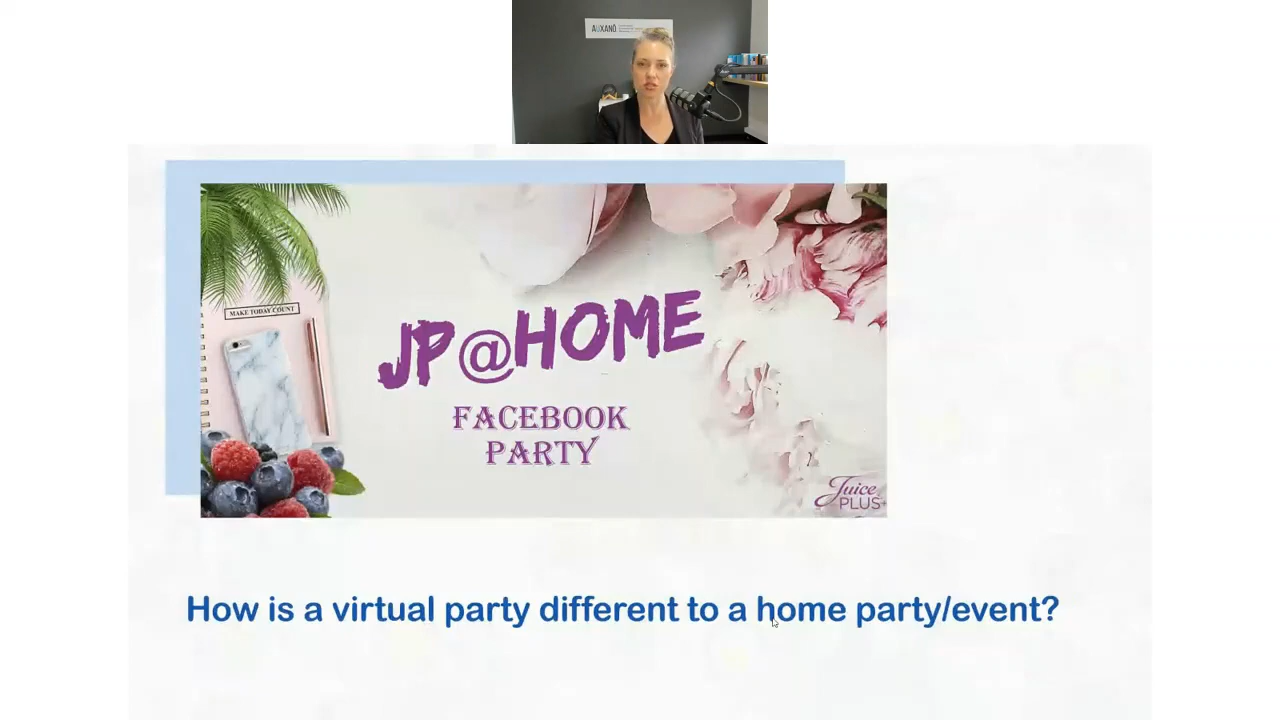 AUXANO
MAKE TODAY COUNT
JP@HOME
FACEBOOK
PARTY
Juice
PLUS+
How is a virtual party different to a home party/event?